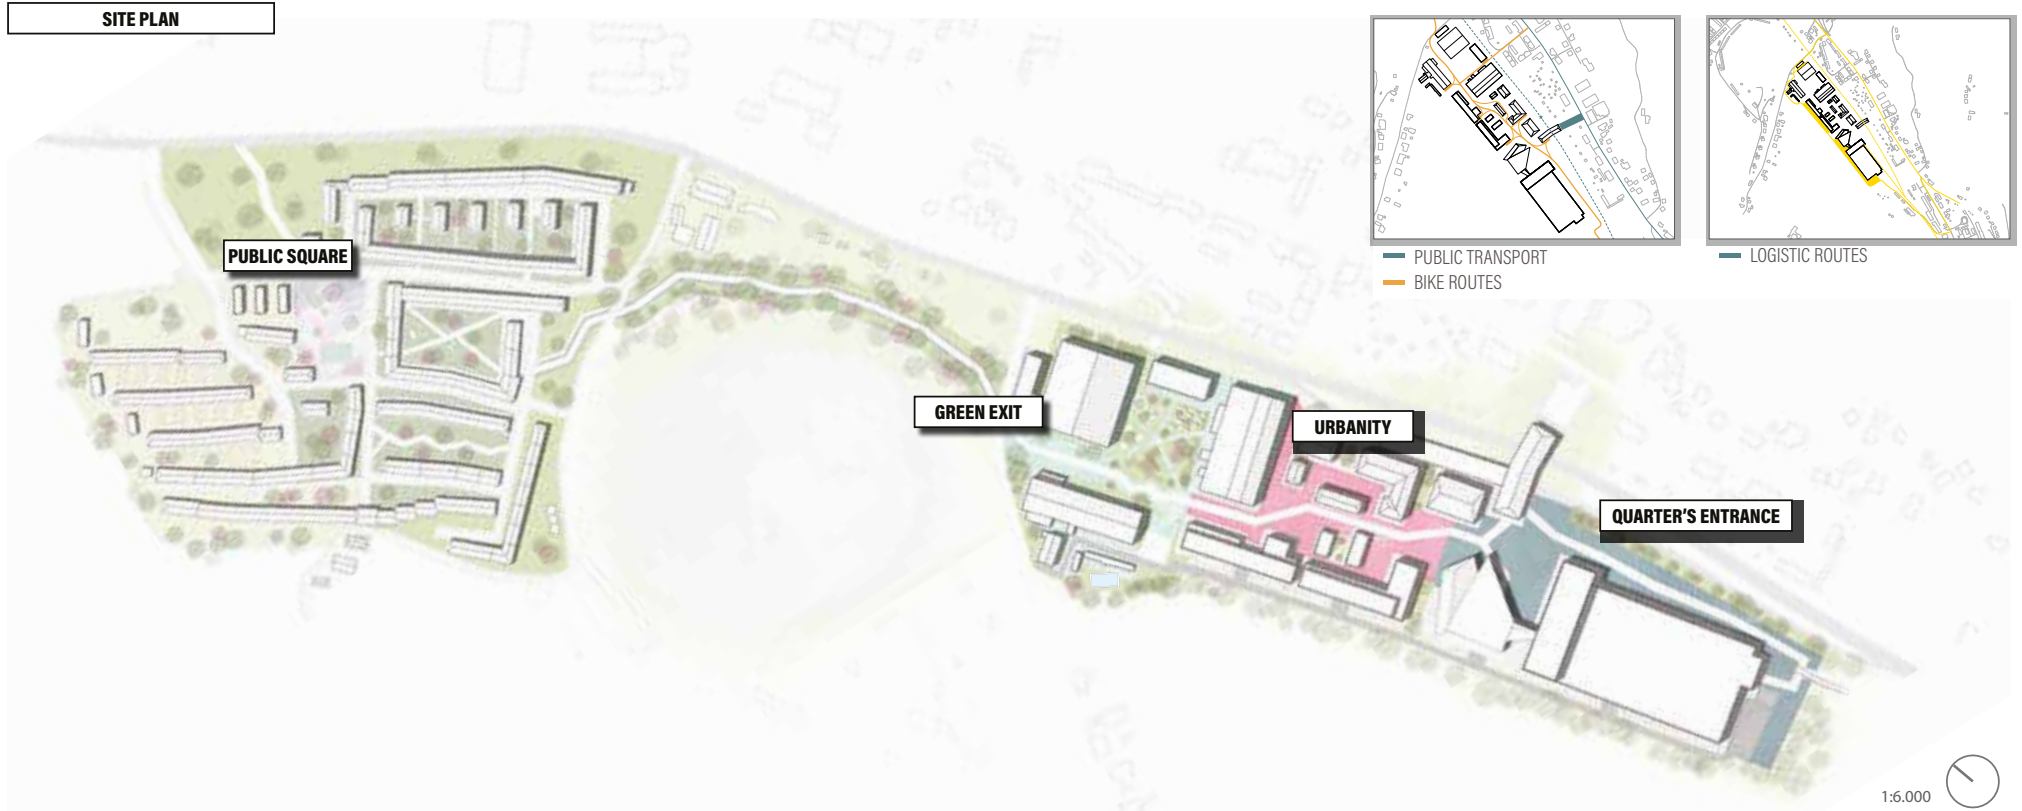 SITE PLAN
PUBLIC SQUARE
GREEN EXIT
URBANITY
QUARTER'S ENTRANCE
PUBLIC TRANSPORT
BIKE ROUTES
LOGISTIC ROUTES
1:6.000